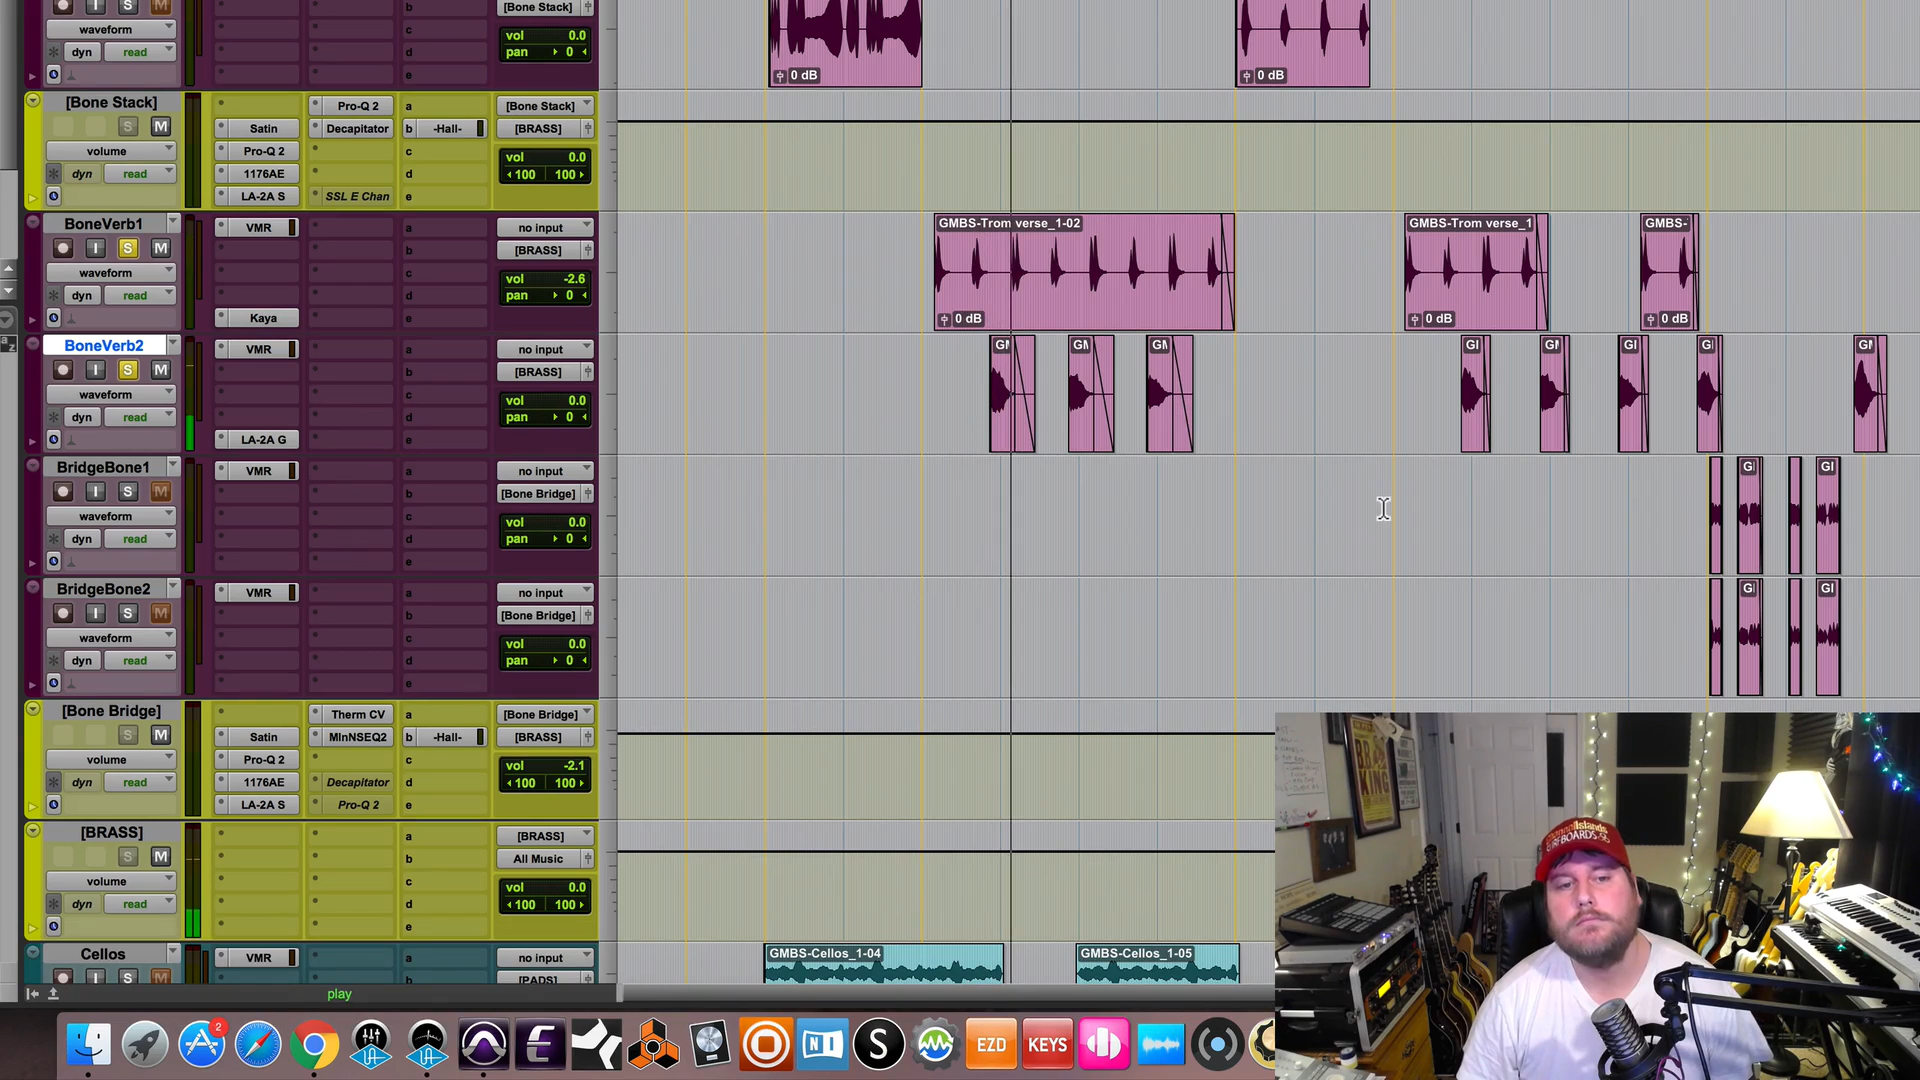 I
S
M
b
[Bone Stack]
waveform
c
vol 0.0
dyn
read
d
pan 0
0 dB
0 dB
e
[Bone Stack]
Pro-Q 2
a
[Bone Stack]
S
M
Satin
Decapitator
b
-Hall-
[BRASS]
volume
Pro-Q 2
c
vol 0.0
dyn
read
1176AE
d
100 100
LA-2A S
SSL E Chan
e
BoneVerb1
VMR
a
no input
GMBS-Trom verse_1-02
GMBS-Trom verse_1
GMBS-
I
S
M
b
[BRASS]
waveform
c
vol -2.6
dyn
read
d
pan 0
Kaya
e
0 dB
0 dB
0 dB
BoneVerb2
VMR
a
no input
I
S
M
b
[BRASS]
waveform
c
vol 0.0
dyn
read
d
pan 0
LA-2A G
e
BridgeBone1
VMR
a
no input
I
S
M
b
[Bone Bridge]
waveform
c
vol 0.0
dyn
read
d
pan 0
e
BridgeBone2
VMR
a
no input
I
S
M
b
[Bone Bridge]
waveform
c
vol 0.0
dyn
read
d
pan 0
e
[Bone Bridge]
Therm CV
a
[Bone Bridge]
S
M
Satin
MInNSEQ2
b
-Hall-
[BRASS]
volume
Pro-Q 2
c
vol -2.1
dyn
read
1176AE
Decapitator
d
100 100
LA-2A S
Pro-Q 2
e
[BRASS]
a
[BRASS]
S
M
b
All Music
volume
c
vol 0.0
dyn
read
d
100 100
e
Cellos
VMR
a
no input
GMBS-Cellos_1-04
GMBS-Cellos_1-05
I
S
M
b
[PADS]
play
2
EZD
KEYS
BB
KING